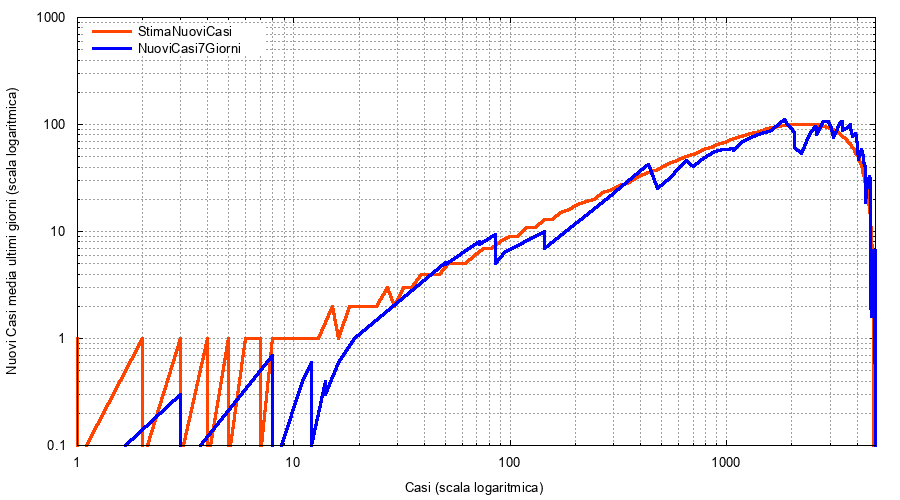 1000
StimaNuoviCasi
NuoviCasi7Giorni
100
10
1
0.1
Nuovi Casi media ultimi giorni (scala logaritmica)
1 10 100 1000
Casi (scala logaritmica)